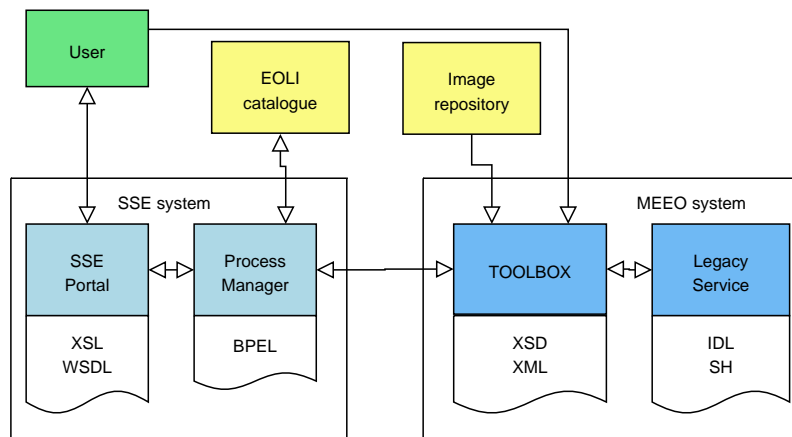 User
EOLI
catalogue
Image
repository
SSE system
MEEO system
SSE
Portal
Process
Manager
TOOLBOX
Legacy
Service
XSL
WSDL
BPEL
XSD
XML
IDL
SH